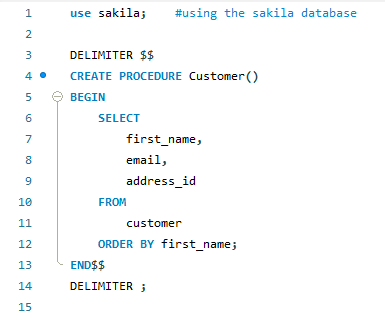 1 use sakila; #using the sakila database
2
3 DELIMITER $$
4 CREATE PROCEDURE Customer()
5 BEGIN
6 SELECT
7 first_name,
8 email,
9 address_id
10 FROM
11 customer
12 ORDER BY first_name;
13 END$$
14 DELIMITER ;
15